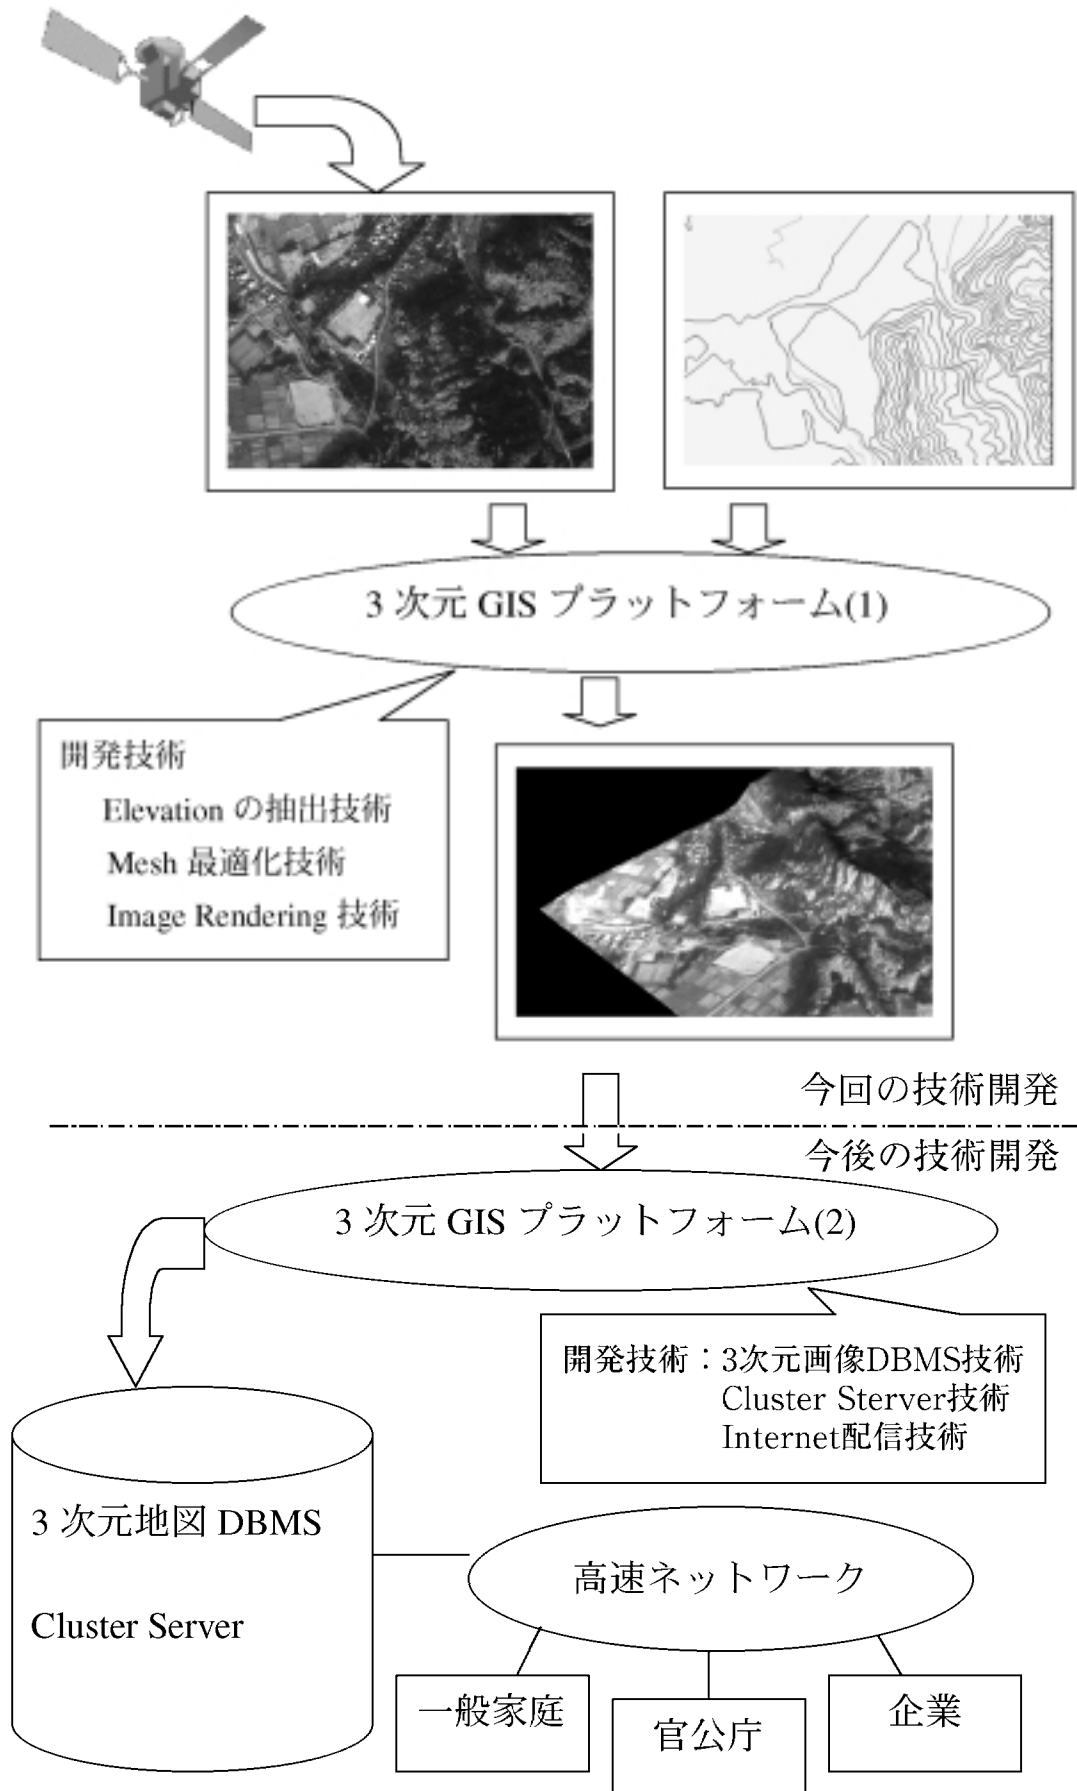 3 次元 GIS プラットフォーム(1)
開発技術
Elevation の抽出技術
Mesh 最適化技術
Image Rendering 技術
今回の技術開発
今後の技術開発
3 次元 GIS プラットフォーム(2)
開発技術：3次元画像DBMS技術
Cluster Sterver技術
Internet配信技術
3 次元地図 DBMS
Cluster Server
高速ネットワーク
一般家庭
官公庁
企業